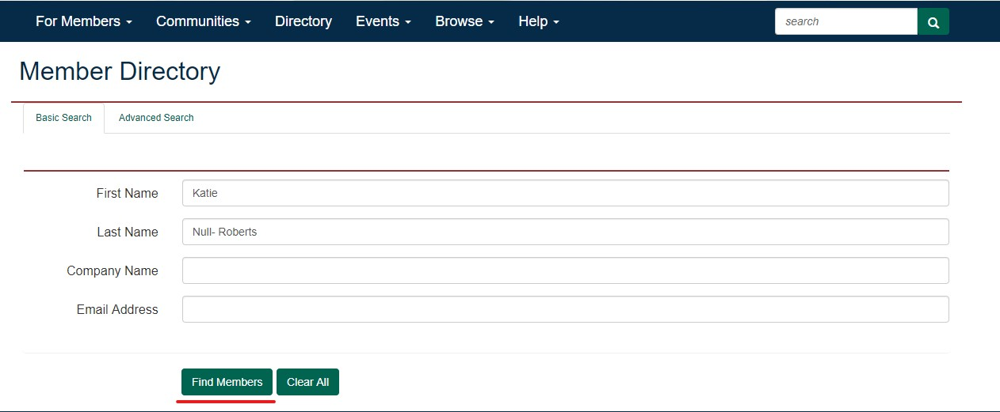 For Members Communities Directory Events Browse Help search
Member Directory
Basic Search Advanced Search
First Name Katie
Last Name Null- Roberts
Company Name
Email Address
Find Members Clear All